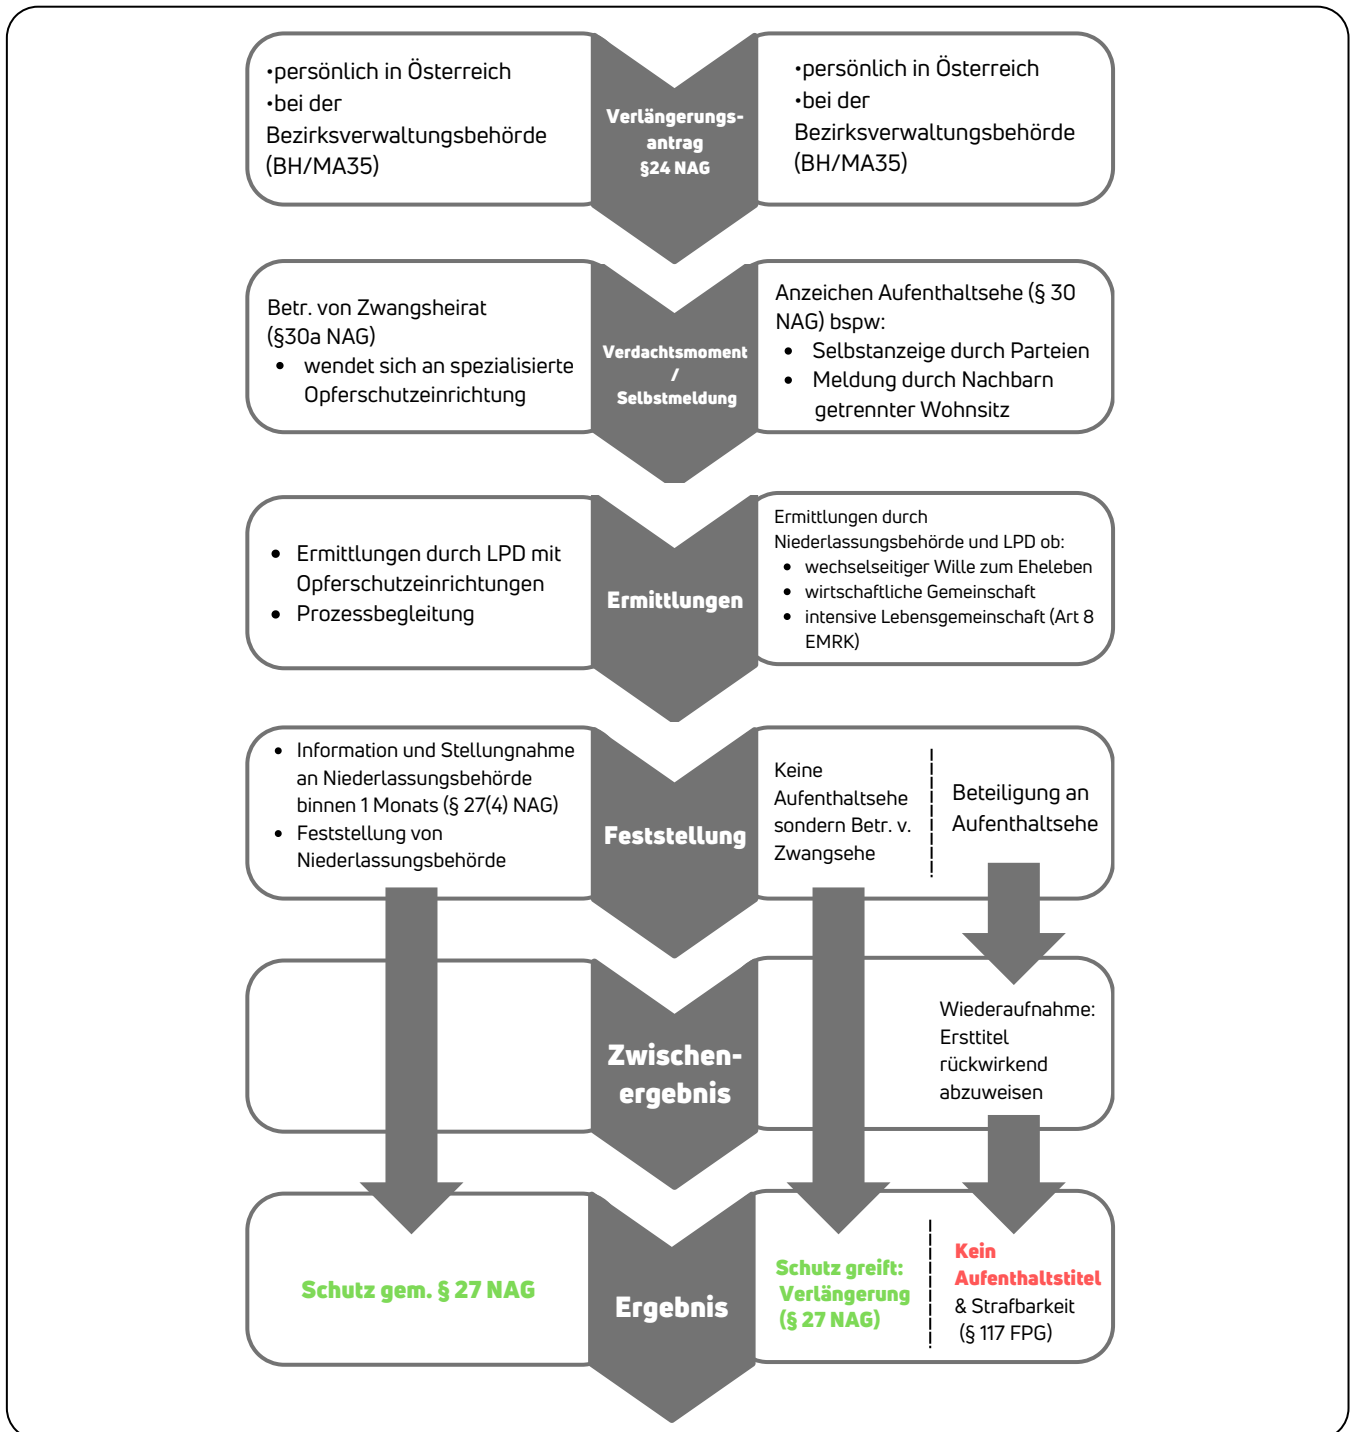 •persönlich in Österreich
•bei der
Bezirksverwaltungsbehörde
(BH/MA35)
Verlängerungs-
antrag
§24 NAG
•persönlich in Österreich
•bei der
Bezirksverwaltungsbehörde
(BH/MA35)
Betr. von Zwangsheirat
(§30a NAG)
• wendet sich an spezialisierte
Opferschutzeinrichtung
Verdachtsmoment
/
Selbstmeldung
Anzeichen Aufenthaltsehe (§ 30
NAG) bspw:
• Selbstanzeige durch Parteien
• Meldung durch Nachbarn
getrennter Wohnsitz
• Ermittlungen durch LPD mit
Opferschutzeinrichtungen
• Prozessbegleitung
Ermittlungen
Ermittlungen durch
Niederlassungsbehörde und LPD ob:
• wechselseitiger Wille zum Eheleben
• wirtschaftliche Gemeinschaft
• intensive Lebensgemeinschaft (Art 8
EMRK)
• Information und Stellungnahme
an Niederlassungsbehörde
binnen 1 Monats (§ 27(4) NAG)
• Feststellung von
Niederlassungsbehörde
Feststellung
Keine
Aufenthaltsehe
sondern Betr. v.
Zwangsehe
Beteiligung an
Aufenthaltsehe
Zwischen-
ergebnis
Wiederaufnahme:
Ersttitel
rückwirkend
abzuweisen
Schutz gem. § 27 NAG
Ergebnis
Schutz greift:
Verlängerung
(§ 27 NAG)
Kein
Aufenthaltstitel
& Strafbarkeit
(§ 117 FPG)